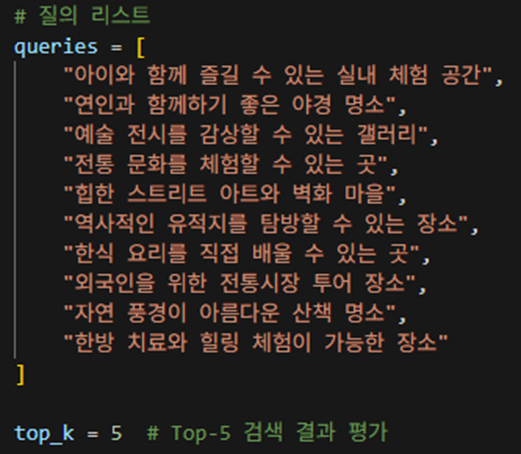 # 질의 리스트
queries = [
    "아이와 함께 즐길 수 있는 실내 체험 공간",
    "연인과 함께하기 좋은 야경 명소",
    "예술 전시를 감상할 수 있는 갤러리",
    "전통 문화를 체험할 수 있는 곳",
    "힙한 스트리트 아트와 벽화 마을",
    "역사적인 유적지를 탐방할 수 있는 장소",
    "한식 요리를 직접 배울 수 있는 곳",
    "외국인을 위한 전통시장 투어 장소",
    "자연 풍경이 아름다운 산책 명소",
    "한방 치료와 힐링 체험이 가능한 장소"
]
top_k = 5  # Top-5 검색 결과 평가